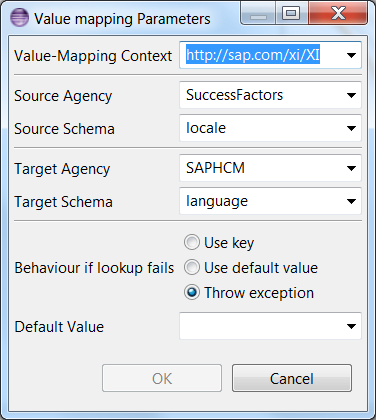 Value mapping Parameters
Value-Mapping Context http://sap.com/xi/XI
Source Agency SuccessFactors
Source Schema locale
Target Agency SAPHCM
Target Schema language
Use key
Behaviour if lookup fails Use default value
Throw exception
Default Value
OK Cancel